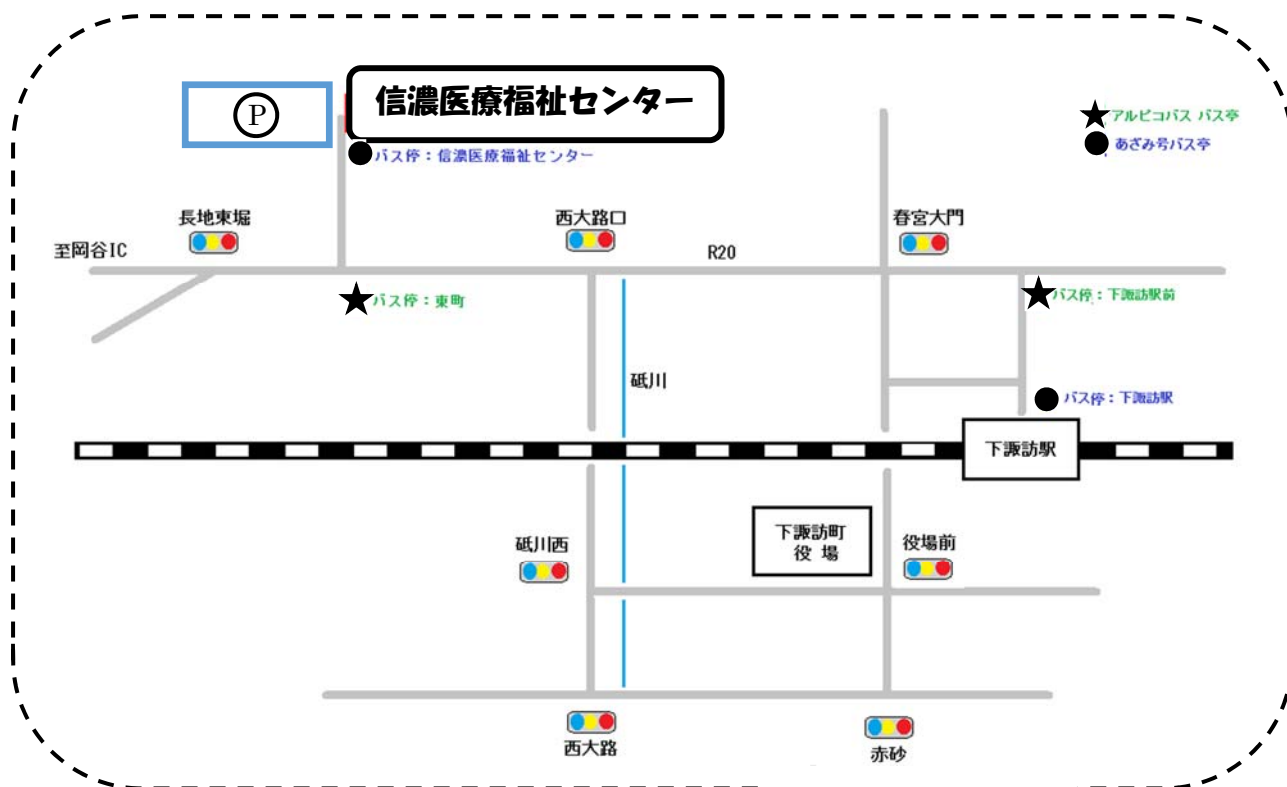 信濃医療福祉センター
P
バス停：信濃医療福祉センター
アルピコバス バス亭
あざみ号バス亭
長地東堀
西大路口
春宮大門
至岡谷IC
R20
バス停：東町
バス停：下諏訪駅前
砥川
バス停：下諏訪駅
下諏訪駅
砥川西
下諏訪町
役 場
役場前
西大路
赤砂